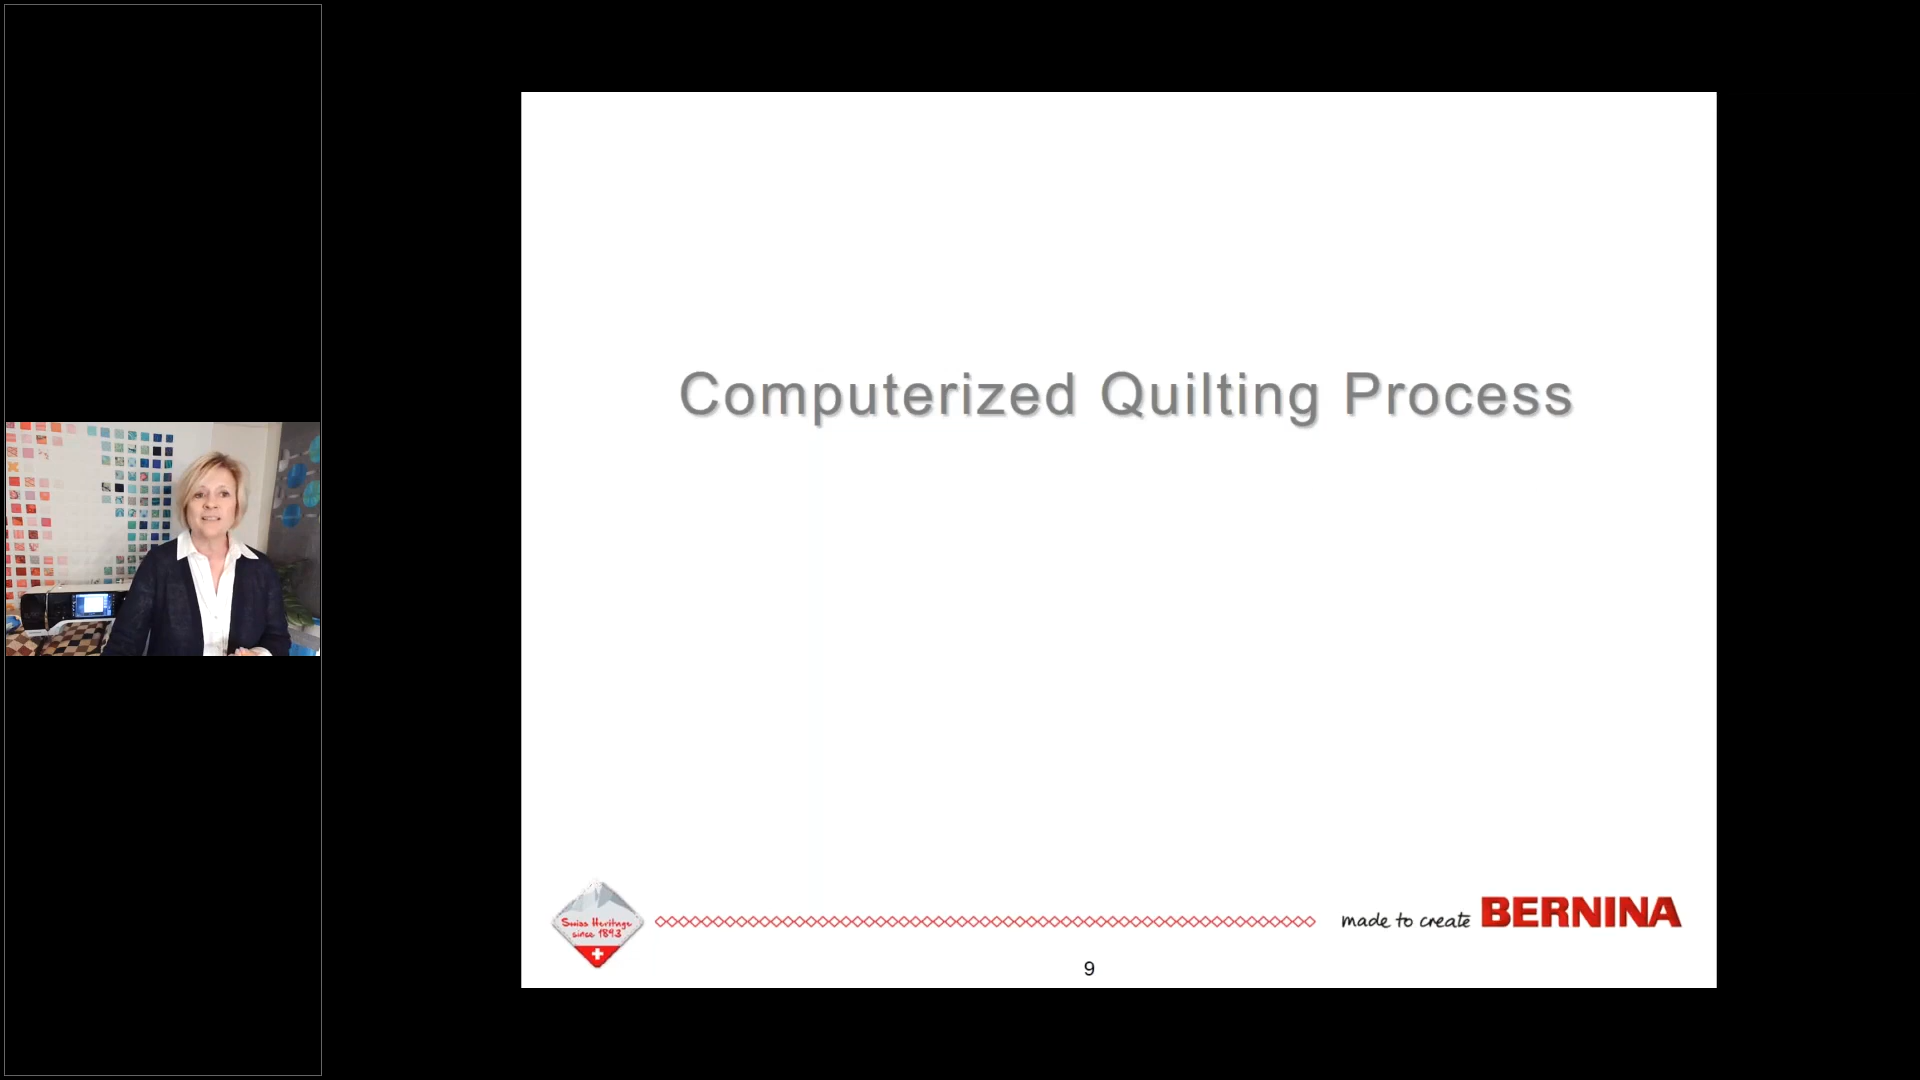 Computerized Quilting Process
Swiss Heritage
since 1893
made to create BERNINA
9